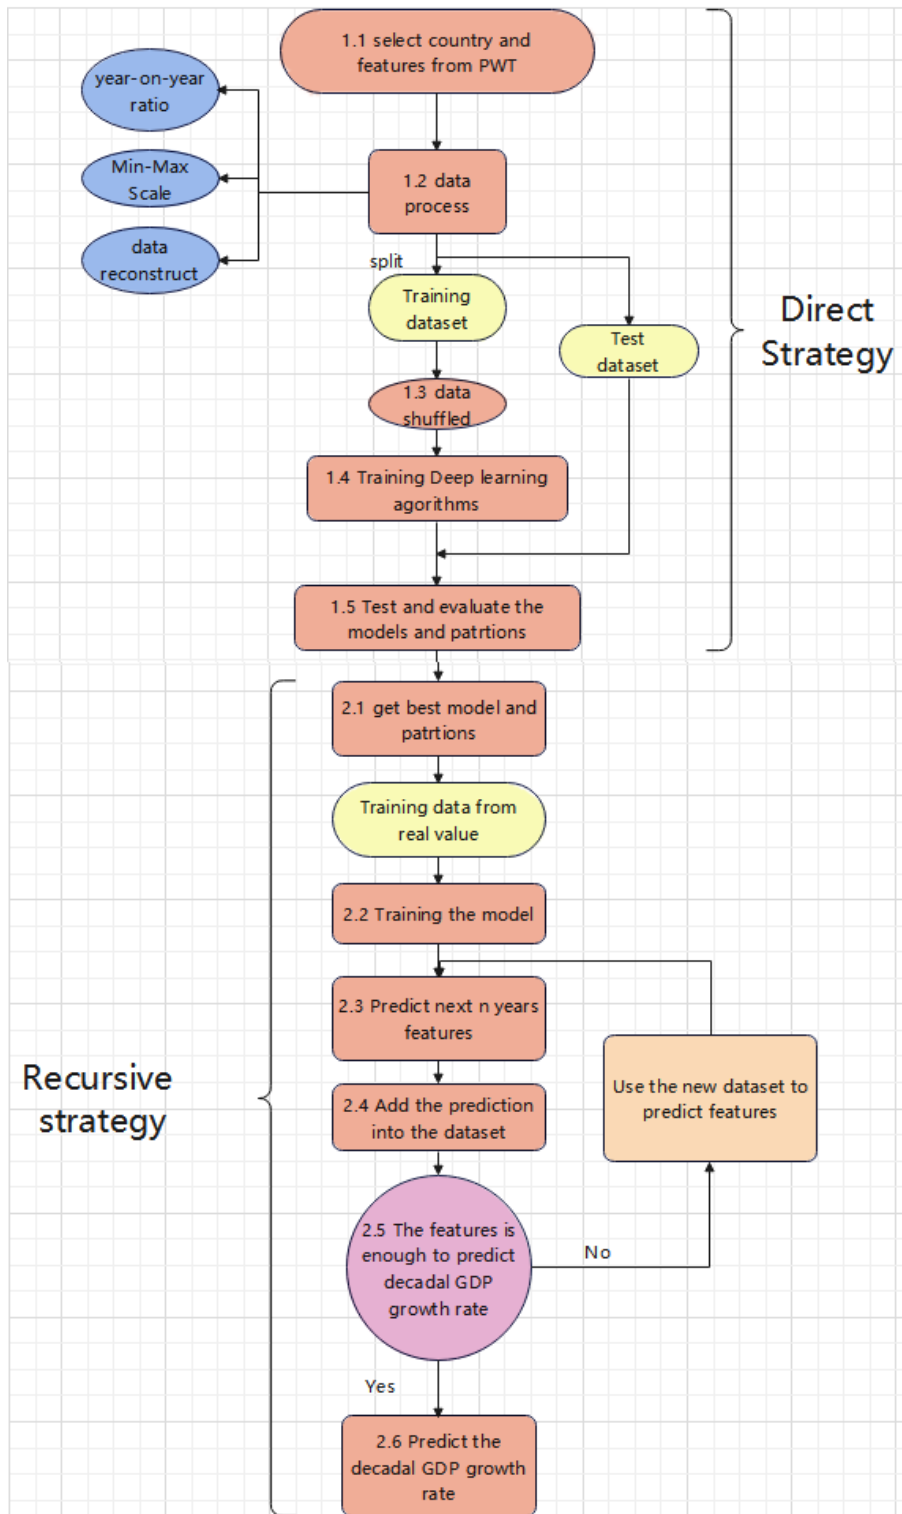 1.1 select country and
features from PWT
year-on-year
ratio
Min-Max
Scale
data
reconstruct
1.2 data
process
split
Training
dataset
Test
dataset
1.3 data
shuffled
1.4 Training Deep learning
agorithms
1.5 Test and evaluate the
models and patrtions
Direct
Strategy
2.1 get best model and
patrtions
Training data from
real value
2.2 Training the model
2.3 Predict next n years
features
2.4 Add the prediction
into the dataset
Use the new dataset to
predict features
2.5 The features is
enough to predict
decadal GDP
growth rate
No
Yes
2.6 Predict the
decadal GDP growth
rate
Recursive
strategy